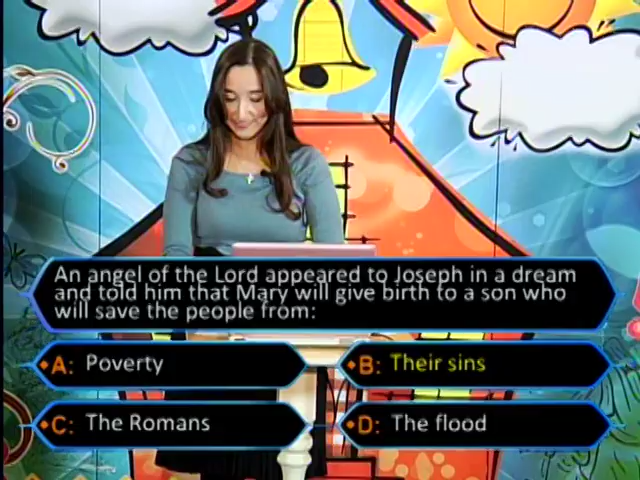 An angel of the Lord appeared to Joseph in a dream
and told him that Mary will give birth to a son who
will save the people from:
A: Poverty
B: Their sins
C: The Romans
D: The flood